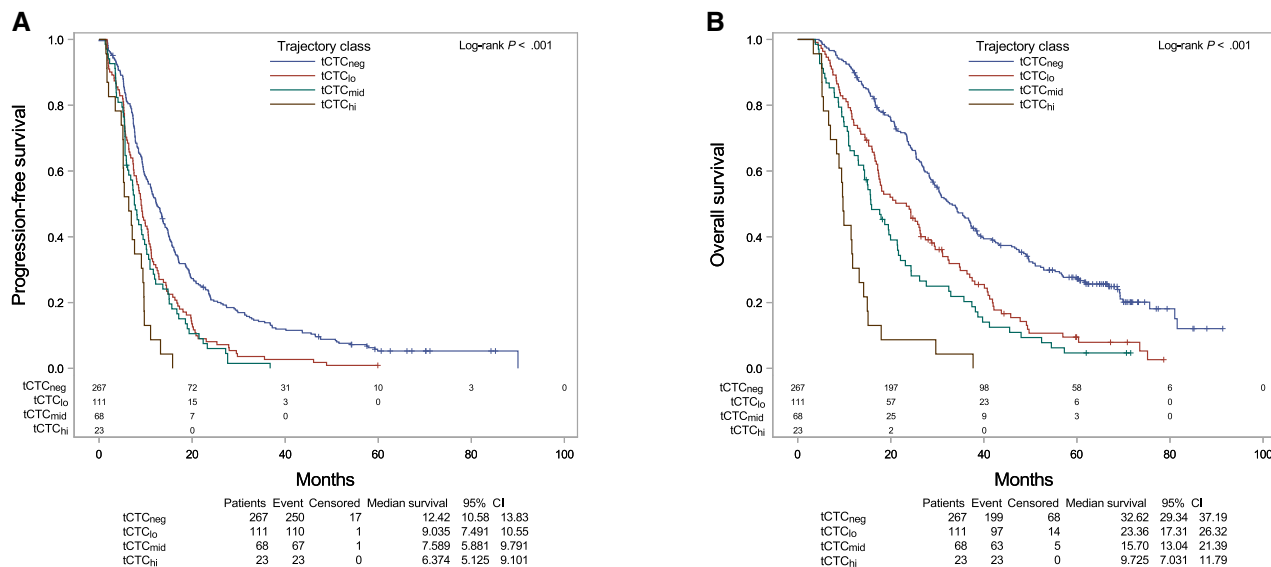 A
Progression-free survival
1.0
0.8
0.6
0.4
0.2
0.0
Trajectory class
tCTCneg
tCTClo
tCTCmid
tCTChi
Log-rank P < .001
tCTCneg 267 72 31 10 3 0
tCTClo 111 15 3 0
tCTCmid 68 7 0
tCTChi 23 0
0 20 40 60 80 100
Months
Patients Event Censored Median survival 95% CI
tCTCneg 267 250 17 12.42 10.58 13.83
tCTClo 111 110 1 9.035 7.491 10.55
tCTCmid 68 67 1 7.589 5.881 9.791
tCTChi 23 23 0 6.374 5.125 9.101
B
Overall survival
1.0
0.8
0.6
0.4
0.2
0.0
Trajectory class
tCTCneg
tCTClo
tCTCmid
tCTChi
Log-rank P < .001
tCTCneg 267 197 98 58 6 0
tCTClo 111 57 23 6 0
tCTCmid 68 25 9 3 0
tCTChi 23 2 0
0 20 40 60 80 100
Months
Patients Event Censored Median survival 95% CI
tCTCneg 267 199 68 32.62 29.34 37.19
tCTClo 111 97 14 23.36 17.31 26.32
tCTCmid 68 63 5 15.70 13.04 21.39
tCTChi 23 23 0 9.725 7.031 11.79